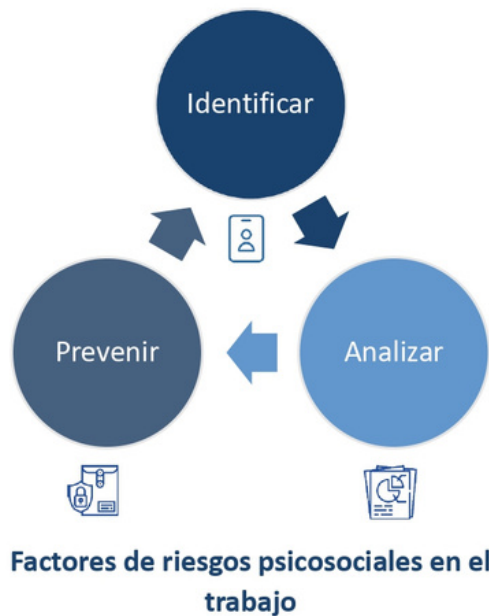 Identificar
Prevenir
Analizar
Factores de riesgos psicosociales en el
trabajo